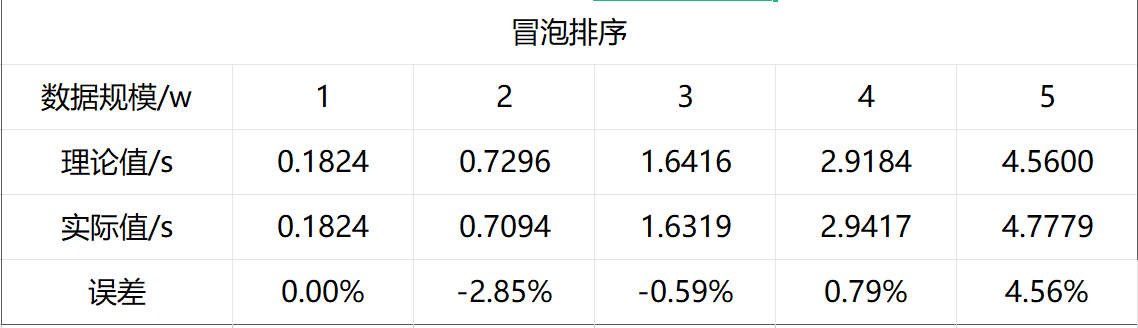 冒泡排序
数据规模/w 1 2 3 4 5
理论值/s 0.1824 0.7296 1.6416 2.9184 4.5600
实际值/s 0.1824 0.7094 1.6319 2.9417 4.7779
误差 0.00% -2.85% -0.59% 0.79% 4.56%